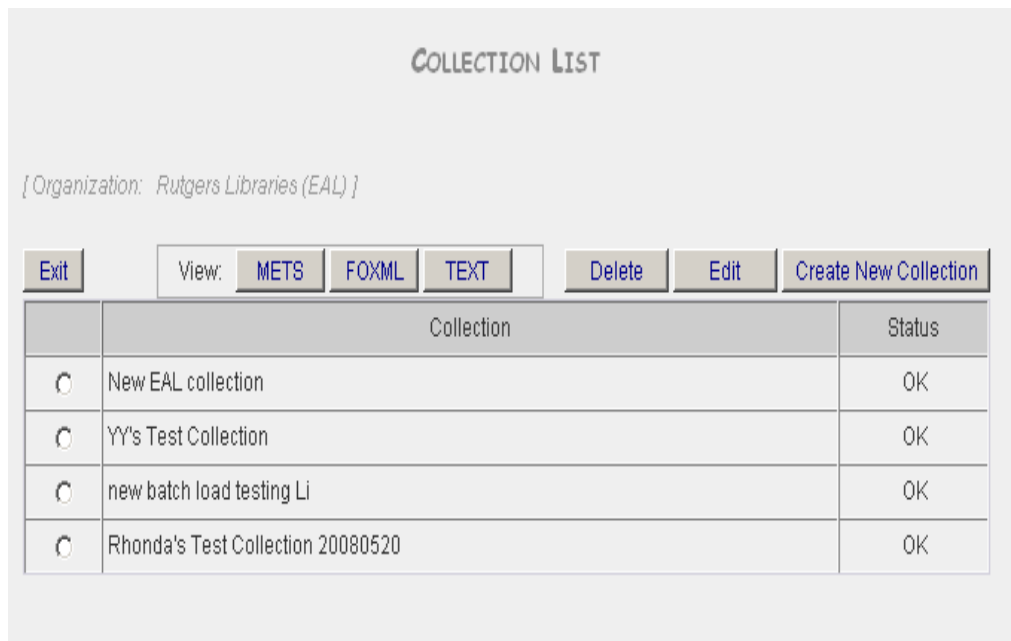 COLLECTION LIST
[ Organization: Rutgers Libraries (EAL) ]
Exit View: METS FOXML TEXT Delete Edit Create New Collection
Collection Status
New EAL collection OK
YY's Test Collection OK
new batch load testing Li OK
Rhonda's Test Collection 20080520 OK